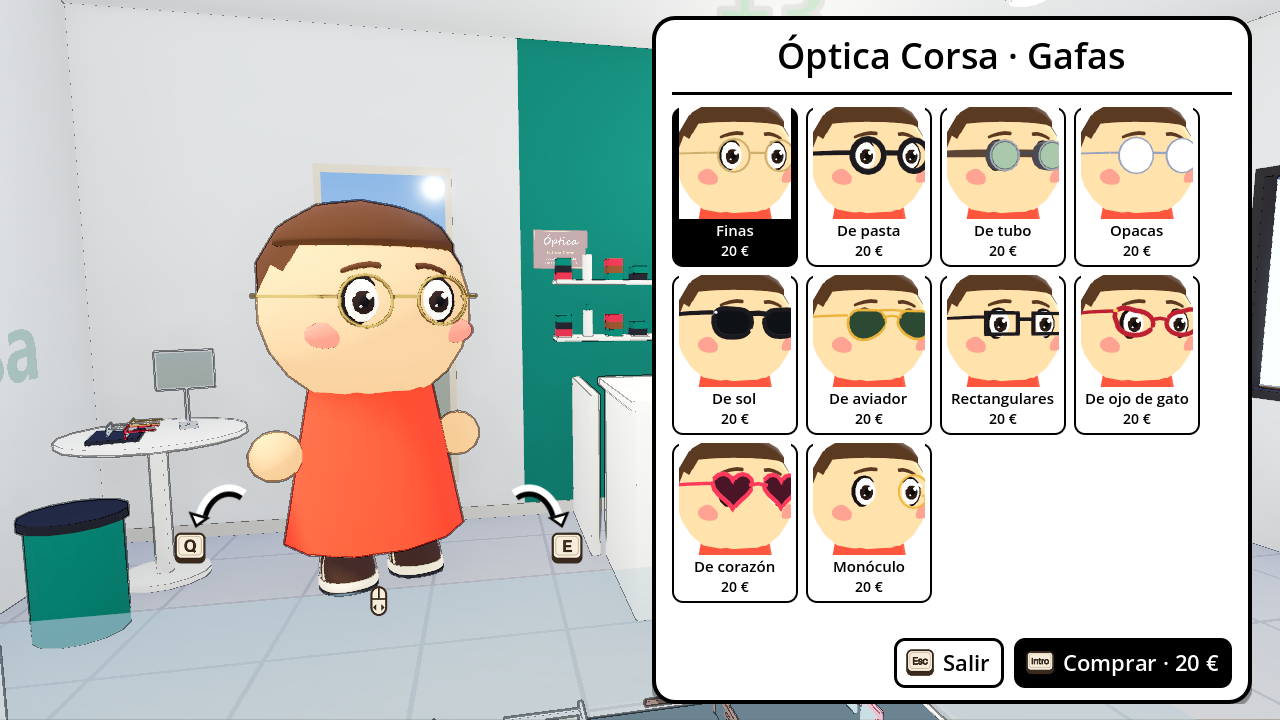 Óptica Corsa · Gafas
Finas
20 €
De pasta
20 €
De tubo
20 €
Opacas
20 €
De sol
20 €
De aviador
20 €
Rectangulares
20 €
De ojo de gato
20 €
De corazón
20 €
Monóculo
20 €
Óptica
Q
E
Esc Salir
Intro Comprar · 20 €